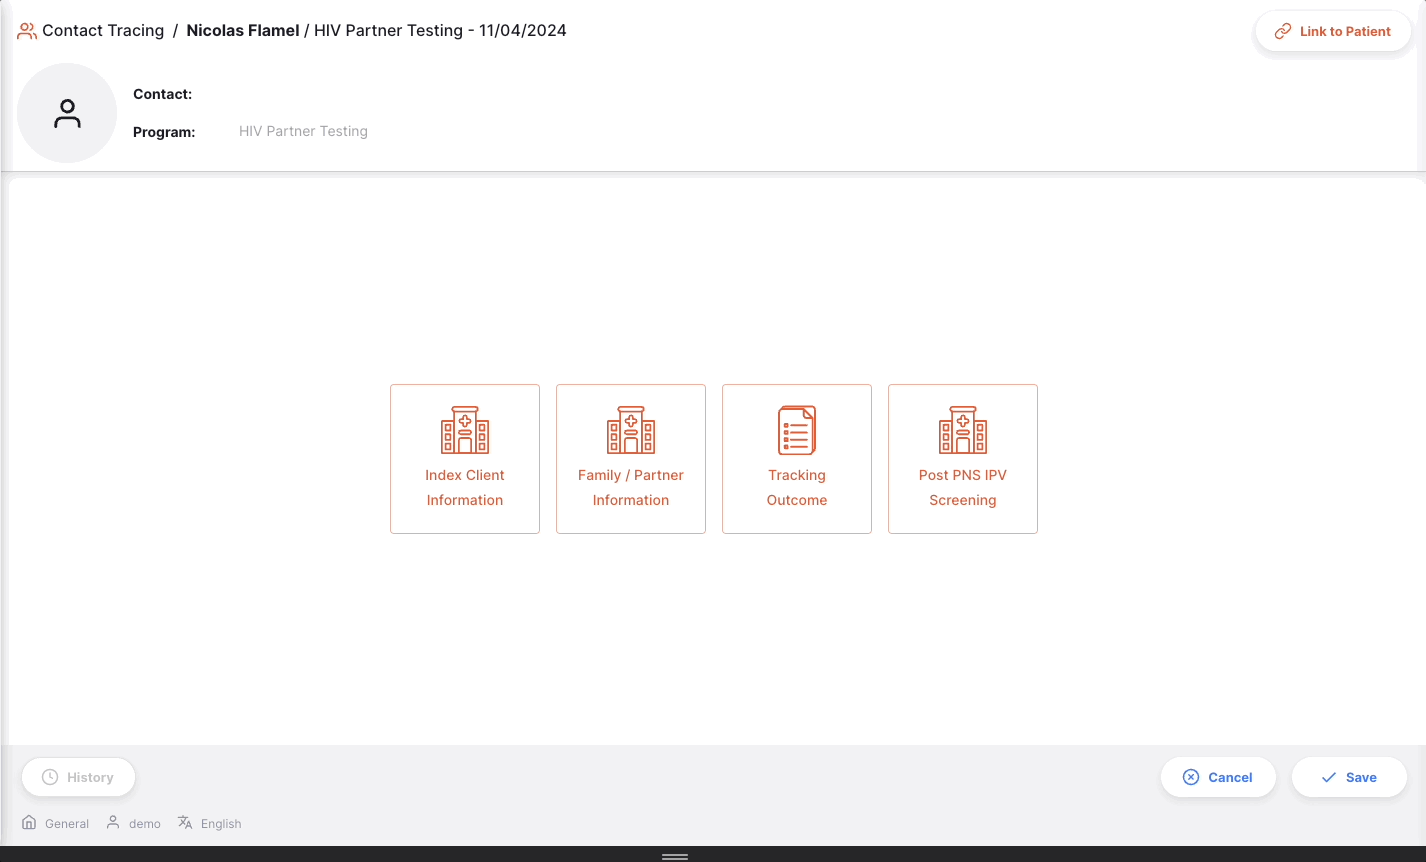 Contact Tracing / Nicolas Flamel / HIV Partner Testing - 11/04/2024
Link to Patient
Contact:
Program: HIV Partner Testing
Index Client
Information
Family / Partner
Information
Tracking
Outcome
Post PNS IPV
Screening
History
Cancel
Save
General demo English